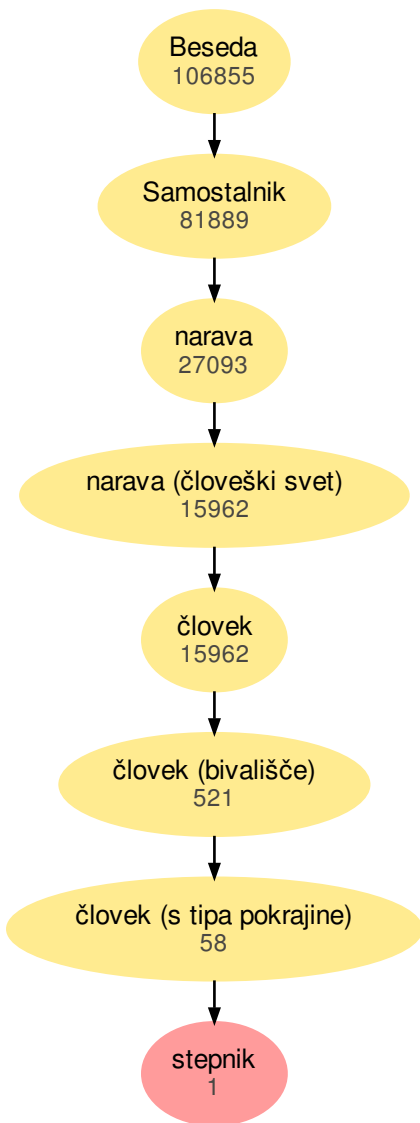 Beseda
106855
Samostalnik
81889
narava
27093
narava (človeški svet)
15962
človek
15962
človek (bivališče)
521
človek (s tipa pokrajine)
58
stepnik
1